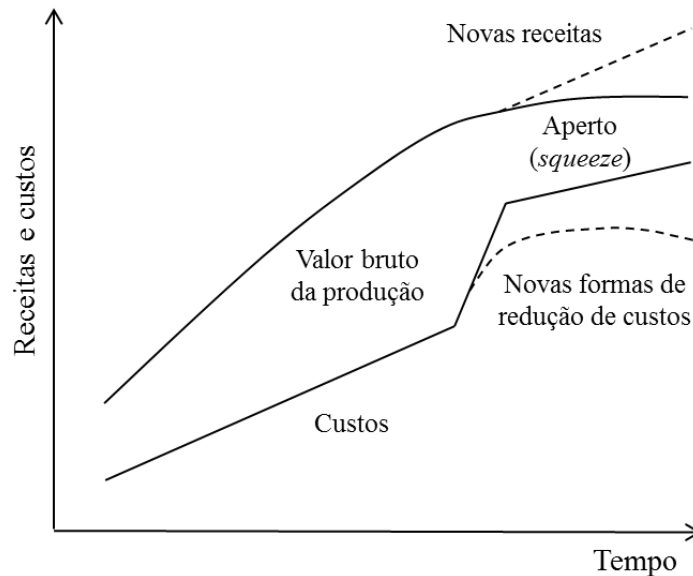 Novas receitas
Aperto
(squeeze)
Receitas e custos
Valor bruto
da produção
Novas formas de
redução de custos
Custos
Tempo